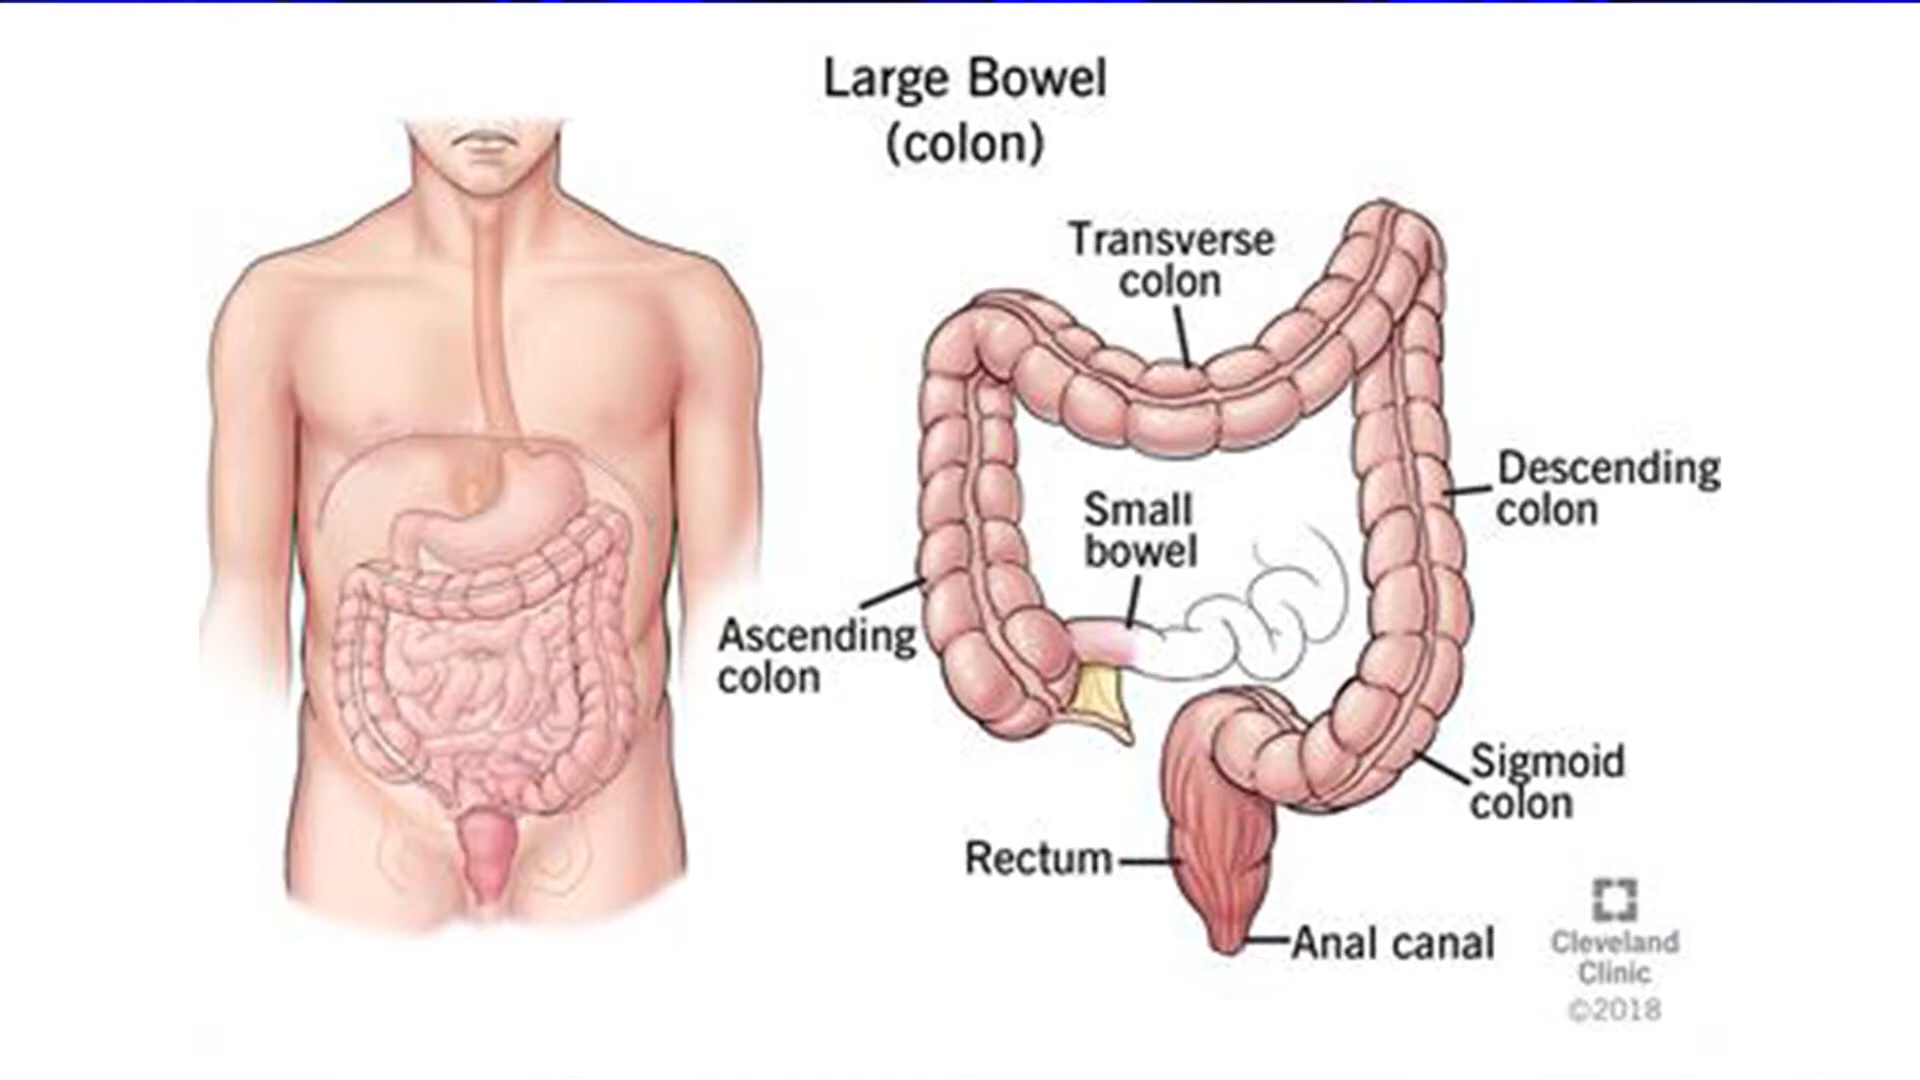 Large Bowel
(colon)
Transverse
colon
Descending
colon
Small
bowel
Ascending
colon
Sigmoid
colon
Rectum
Anal canal
Cleveland
Clinic
©2018